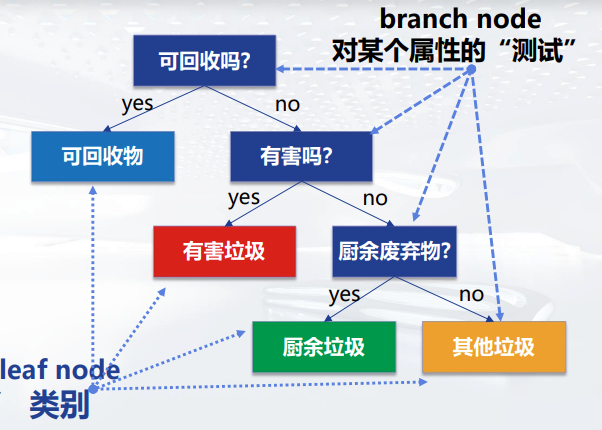 branch node
对某个属性的“测试”
可回收吗?
yes
no
可回收物
有害吗?
yes
no
有害垃圾
厨余废弃物?
yes
no
厨余垃圾
其他垃圾
leaf node
类别